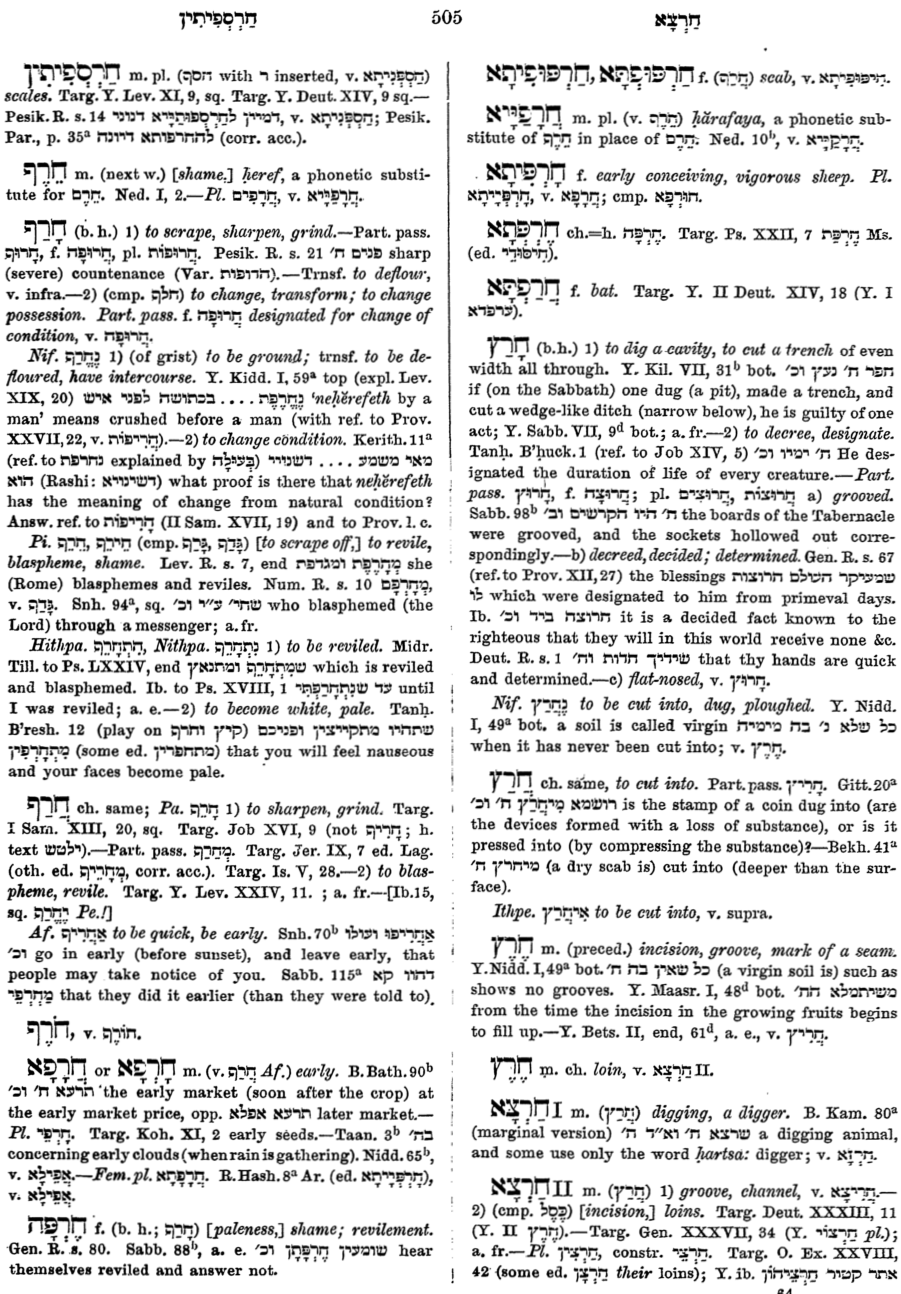 חַרְסְפִּיתִין 505 חַרְצָא
חַרְסְפִיתִין m. pl. (חסף with ר inserted, v. חַסְפְּנִיתָא)
scales. Targ. Y. Lev. XI, 9, sq. Targ. Y. Deut. XIV, 9 sq.—
Pesik. R. s. 14 דמיין לחרספותנייא דנוני, v. חַסְפְּנִיתָא; Pesik.
Par., p. 35ᵃ להחרפותא דיונה (corr. acc.).
חֵרֶף m. (next w.) [shame,] ḥeref, a phonetic substi-
tute for חֵרֶם. Ned. I, 2.—Pl. חֲרָפִים, v. חֲרָפַיָּיא.
חָרַף (b. h.) 1) to scrape, sharpen, grind.—Part. pass.
חָרוּף, f. חֲרוּפָה, pl. חֲרוּפוֹת. Pesik. R. s. 21 פנים ח׳ sharp
(severe) countenance (Var. הדופות).—Trnsf. to deflour,
v. infra.—2) (cmp. חלף) to change, transform; to change
possession. Part. pass. f. חֲרוּפָה designated for change of
condition, v. חֲרוּפָה.
Nif. נֶחֱרַף 1) (of grist) to be ground; trnsf. to be de-
floured, have intercourse. Y. Kidd. I, 59ᵃ top (expl. Lev.
XIX, 20) נֶחֱרֶפֶת .... בכתושה לפני איש ‘neḥĕrefeth by a
man’ means crushed before a man (with ref. to Prov.
XXVII, 22, v. הֲרִיפוֹת).—2) to change condition. Kerith. 11ᵃ
(ref. to נחרפת explained by בְּעוּלָה) מאי משמע .... דשנויי
הוא (Rashi: דשינויא) what proof is there that neḥĕrefeth
has the meaning of change from natural condition?
Answ. ref. to הָרִיפוֹת (II Sam. XVII, 19) and to Prov. l. c.
Pi. חֵירֵף, חֵרֵף (cmp. גָּדַף, גִּדֵּף) [to scrape off,] to revile,
blaspheme, shame. Lev. R. s. 7, end מְחָרֶפֶת ומגדפת she
(Rome) blasphemes and reviles. Num. R. s. 10 מְחָרְפָם,
v. גָּדַף. Snh. 94ᵃ, sq. שחי׳ ע״י וכ׳ who blasphemed (the
Lord) through a messenger; a. fr.
Hithpa. הִתְחָרֵף, Nithpa. נִתְחָרֵף 1) to be reviled. Midr.
Till. to Ps. LXXIV, end שמִתְחָרֵף ומתנאץ which is reviled
and blasphemed. Ib. to Ps. XVIII, 1 עד שנִתְחָרַפְתִּי until
I was reviled; a. e.—2) to become white, pale. Tanḥ.
B’resh. 12 (play on קיץ וחרף) שתהיו מתקייצין ופניכם
מִתְחָרְפִין (some ed. מתחפרין) that you will feel nauseous
and your faces become pale.
חֲרַף ch. same; Pa. חָרֵף 1) to sharpen, grind. Targ.
I Sam. XIII, 20, sq. Targ. Job XVI, 9 (not חָרִיף; h.
text ילטש).—Part. pass. מְחָרַף. Targ. Jer. IX, 7 ed. Lag.
(oth. ed. מְחָרִיף, corr. acc.). Targ. Is. V, 28.—2) to blas-
pheme, revile. Targ. Y. Lev. XXIV, 11. ; a. fr.—[Ib. 15,
sq. יֶחֱרַף Pe.!]
Af. אַחֲרִיף to be quick, be early. Snh. 70ᵇ אַחֲרִיפוּ ועולו
וכ׳ go in early (before sunset), and leave early, that
people may take notice of you. Sabb. 115ᵃ דהוו קא
מַחְרְפֵי that they did it earlier (than they were told to).
חֹרֶף, v. חוֹרֶף.
חָרְפָא or חֲרָפָא m. (v. חֲרַף Af.) early. B. Bath. 90ᵇ
תרעא ח׳ וכ׳ the early market (soon after the crop) at
the early market price, opp. תרעא אפלא later market.—
Pl. חָרְפֵי. Targ. Koh. XI, 2 early seeds.—Taan. 3ᵇ בח׳
concerning early clouds (when rain is gathering). Nidd. 65ᵇ,
v. אֲפִילָא.—Fem. pl. חָרְפָתָא. R. Hash. 8ᵃ Ar. (ed. חָרְפְיָיתָא),
v. אֲפִילָא.
חֶרְפָּה f. (b. h.; חָרַף) [paleness,] shame; revilement.
Gen. R. s. 80. Sabb. 88ᵇ, a. e. שומעין חֶרְפָּתָן וכ׳ hear
themselves reviled and answer not.
חַרְפּוּפִיתָא, חַרְפּוּפְתָּא f. (חֲרַף) scab, v. חִיפּוּפִיתָא.
חֲרָפַיָּיא m. pl. (v. חֵרֶף) ḥărafaya, a phonetic sub-
stitute of חֵרֶף in place of חֵרֶם. Ned. 10ᵇ, v. חֲרָקַיָּיא.
חָרְפִיתָא f. early conceiving, vigorous sheep. Pl.
חָרְפְיָיתָא, v. חָרְפָא; cmp. חוּרְפָא.
חֶרְפְּתָא ch.=h. חֶרְפָּה. Targ. Ps. XXII, 7 חֶרְפַּת Ms.
(ed. חִיסּוּדֵי).
חֲרַפְתָּא f. bat. Targ. Y. II Deut. XIV, 18 (Y. I
ערפדא).
חָרַץ (b. h.) 1) to dig a cavity, to cut a trench of even
width all through. Y. Kil. VII, 31ᵇ bot. חפר ח׳ נעץ וכ׳
if (on the Sabbath) one dug (a pit), made a trench, and
cut a wedge-like ditch (narrow below), he is guilty of one
act; Y. Sabb. VII, 9ᵈ bot.; a. fr.—2) to decree, designate.
Tanḥ. B’huck. 1 (ref. to Job XIV, 5) ח׳ ימיו וכ׳ He des-
ignated the duration of life of every creature.—Part.
pass. חָרוּץ, f. חֲרוּצָה; pl. חֲרוּצִים, חֲרוּצוֹת a) grooved.
Sabb. 98ᵇ ח׳ היו הקרשים וכ׳ the boards of the Tabernacle
were grooved, and the sockets hollowed out corre-
spondingly.—b) decreed, decided; determined. Gen. R. s. 67
(ref. to Prov. XII, 27) the blessings שמעיקר העולם חרוצות
לו which were designated to him from primeval days.
Ib. חרוצה ביד וכ׳ it is a decided fact known to the
righteous that they will in this world receive none &c.
Deut. R. s. 1 שידיך חדות וח׳ that thy hands are quick
and determined.—c) flat-nosed, v. חָרוּץ.
Nif. נֶחֱרַץ to be cut into, dug, ploughed. Y. Nidd.
I, 49ᵃ bot. a soil is called virgin כל שלא נ׳ בה מימיה
when it has never been cut into; v. חֶרֶץ.
חֲרַץ ch. same, to cut into. Part. pass. חָרִיץ. Gitt. 20ᵃ
רושמא מִיחֲרַץ ח׳ וכ׳ is the stamp of a coin dug into (are
the devices formed with a loss of substance), or is it
pressed into (by compressing the substance)?—Bekh. 41ᵃ
מיחרץ ח׳ (a dry scab is) cut into (deeper than the sur-
face).
Ithpe. אִיחֲרַץ to be cut into, v. supra.
חֶרֶץ m. (preced.) incision, groove, mark of a seam.
Y. Nidd. I, 49ᵃ bot. כל שאין בה ח׳ (a virgin soil is) such as
shows no grooves. Y. Maasr. I, 48ᵈ bot. משיתמלא הח׳
from the time the incision in the growing fruits begins
to fill up.—Y. Bets. II, end, 61ᵈ, a. e., v. חֲרִיץ.
חֶרֶץ m. ch. loin, v. חַרְצָא II.
חַרְצָא I m. (חֲרַץ) digging, a digger. B. Kam. 80ᵃ
(marginal version) שרצא ח׳ וא״ד ח׳ a digging animal,
and some use only the word ḥartsa: digger; v. חַרְזָא.
חַרְצָא II m. (חֲרַץ) 1) groove, channel, v. חֲרִיצָא.—
2) (cmp. כֶּסֶל) [incision,] loins. Targ. Deut. XXXIII, 11
(Y. II חֶרֶץ).—Targ. Gen. XXXVII, 34 (Y. חַרְצוֹי pl.);
a. fr.—Pl. חַרְצִין, constr. חַרְצֵי. Targ. O. Ex. XXVIII,
42 (some ed. חַרְצָן their loins); Y. ib. אתר קטור חַרְצֵיהוֹן